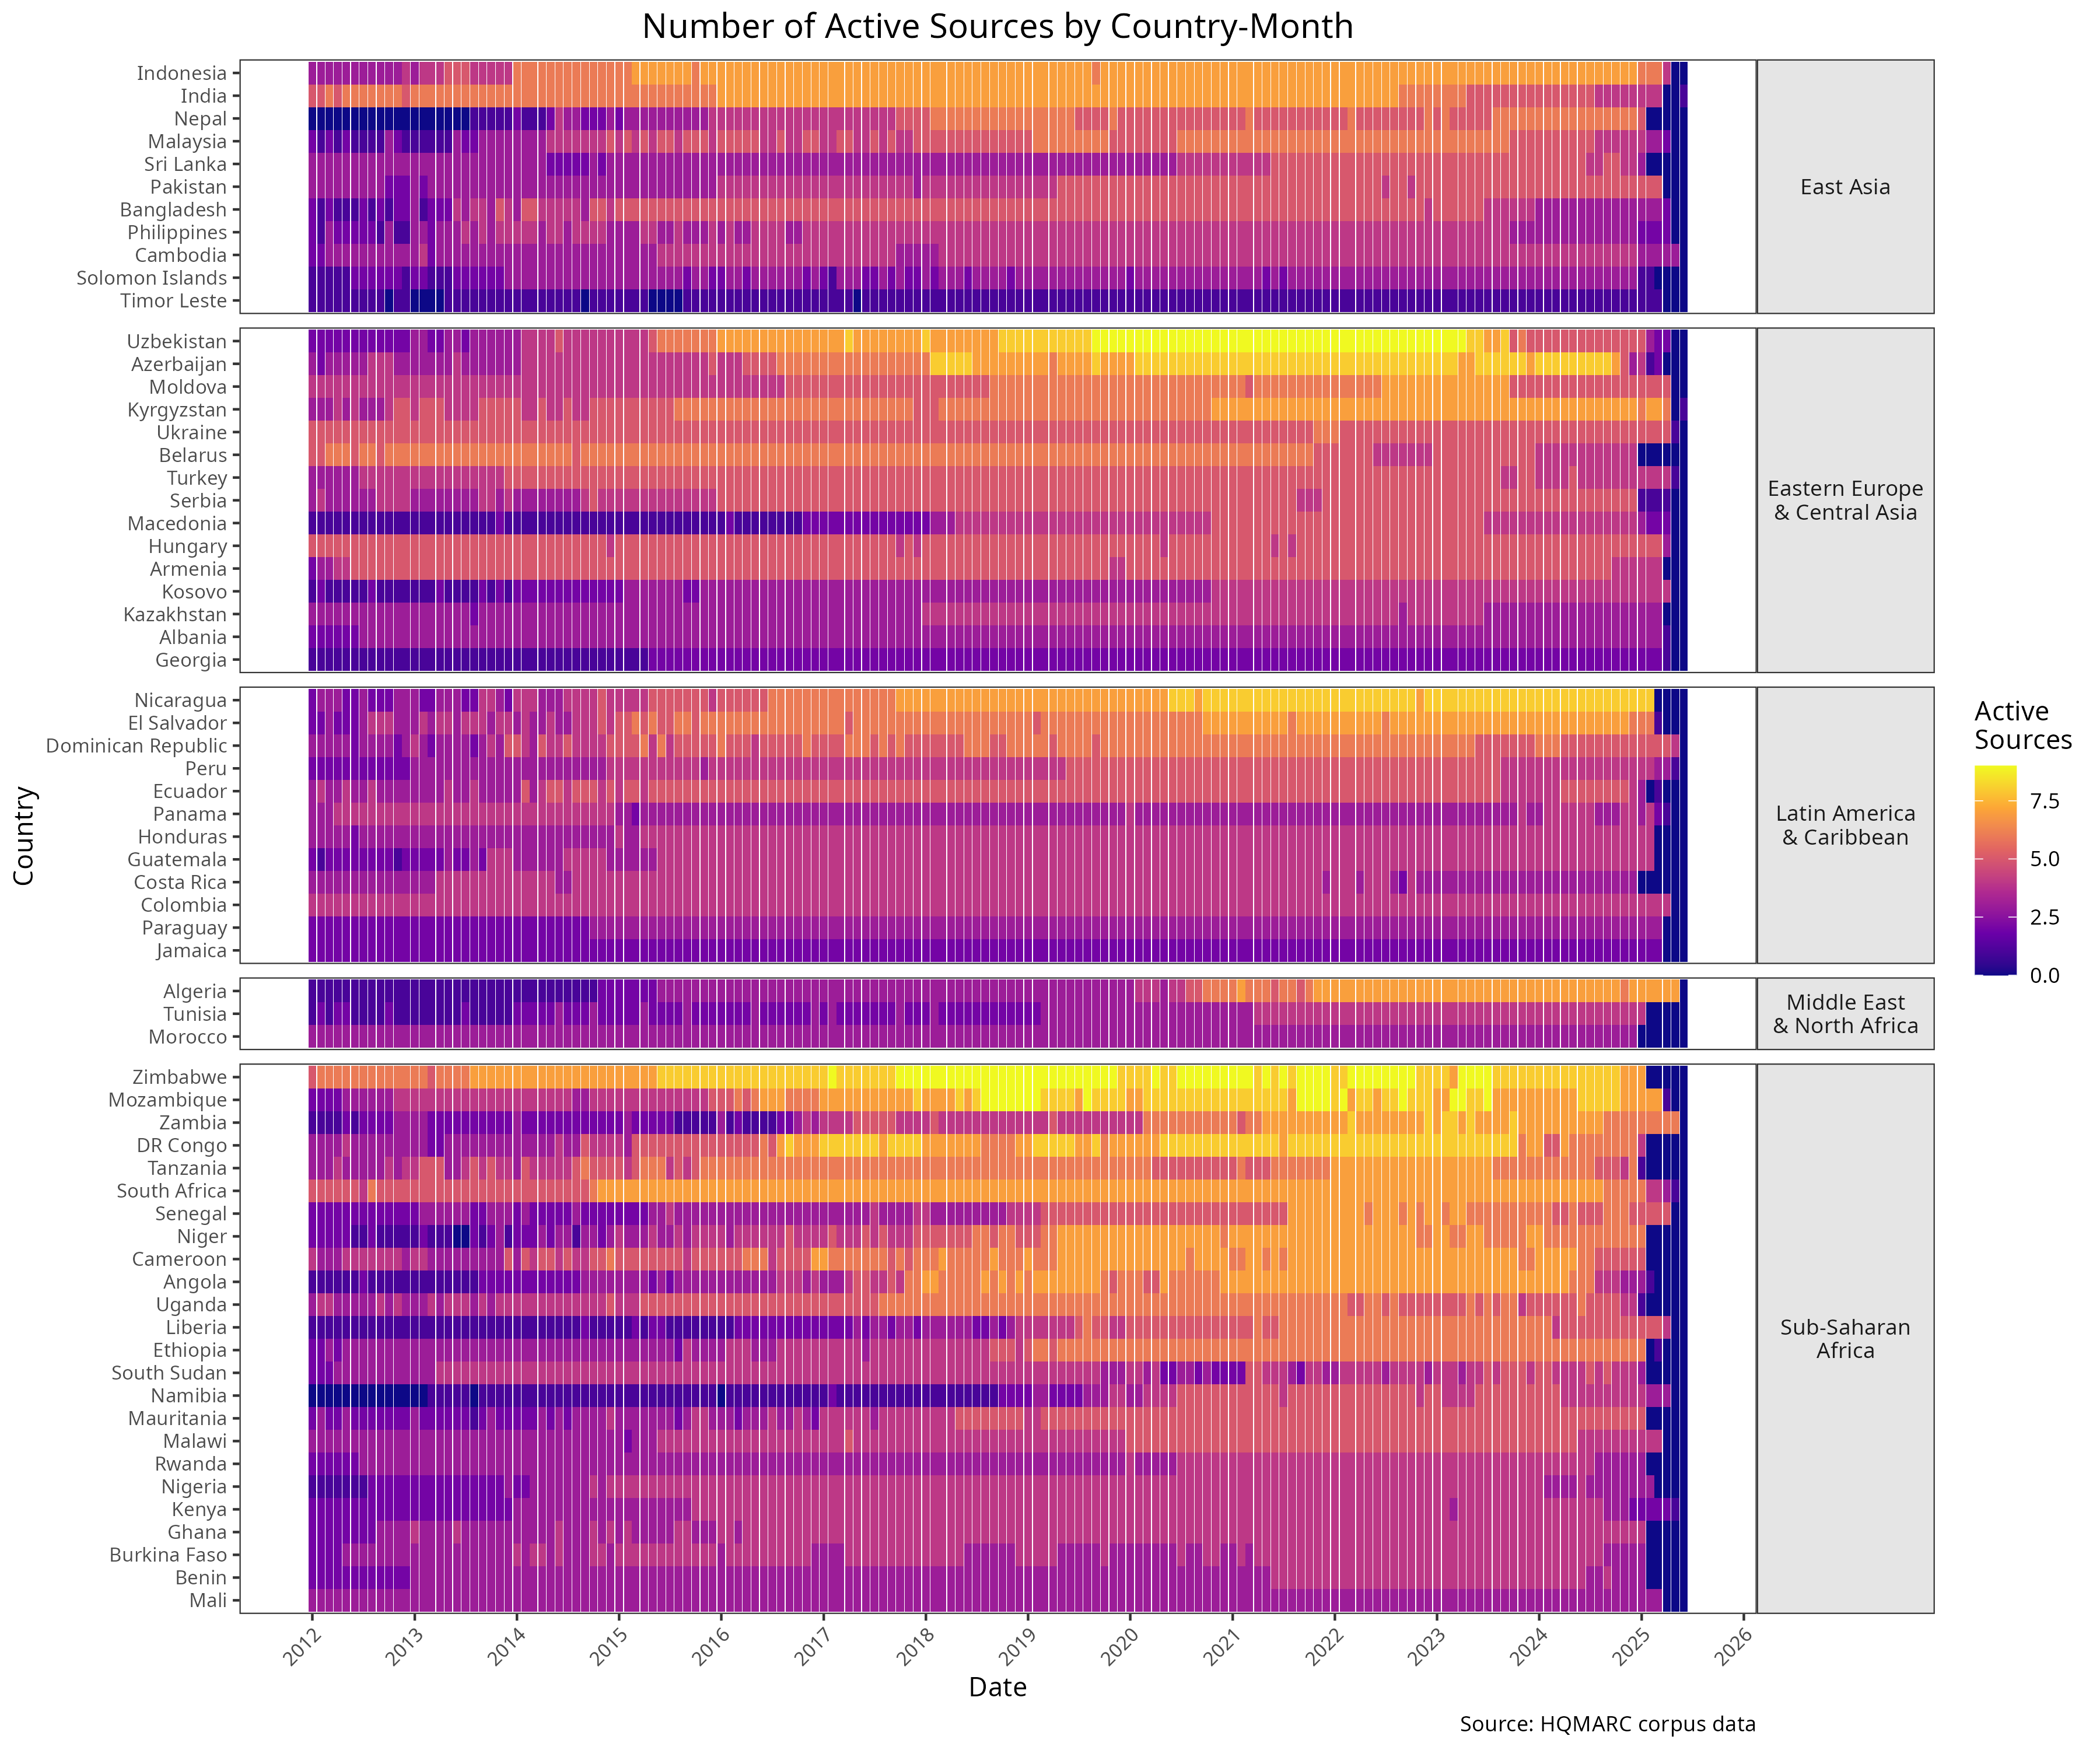 Number of Active Sources by Country-Month
Indonesia
India
Nepal
Malaysia
Sri Lanka
Pakistan
Bangladesh
Philippines
Cambodia
Solomon Islands
Timor Leste
East Asia
Uzbekistan
Azerbaijan
Moldova
Kyrgyzstan
Ukraine
Belarus
Turkey
Serbia
Macedonia
Hungary
Armenia
Kosovo
Kazakhstan
Albania
Georgia
Eastern Europe
& Central Asia
Nicaragua
El Salvador
Dominican Republic
Peru
Ecuador
Panama
Honduras
Guatemala
Costa Rica
Colombia
Paraguay
Jamaica
Latin America
& Caribbean
Algeria
Tunisia
Morocco
Middle East
& North Africa
Zimbabwe
Mozambique
Zambia
DR Congo
Tanzania
South Africa
Senegal
Niger
Cameroon
Angola
Uganda
Liberia
Ethiopia
South Sudan
Namibia
Mauritania
Malawi
Rwanda
Nigeria
Kenya
Ghana
Burkina Faso
Benin
Mali
Sub-Saharan
Africa
Country
2012
2013
2014
2015
2016
2017
2018
2019
2020
2021
2022
2023
2024
2025
2026
Date
Active
Sources
7.5
5.0
2.5
0.0
Source: HQMARC corpus data